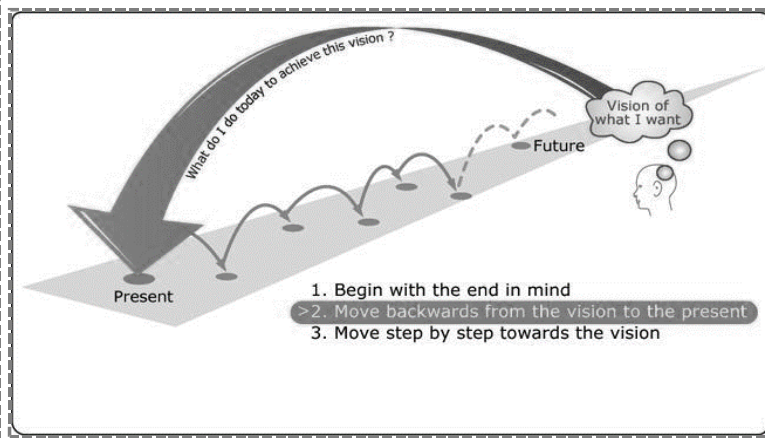 What do I do today to achieve this vision ?
Vision of
what I want
Future
Present
1. Begin with the end in mind
>2. Move backwards from the vision to the present
3. Move step by step towards the vision